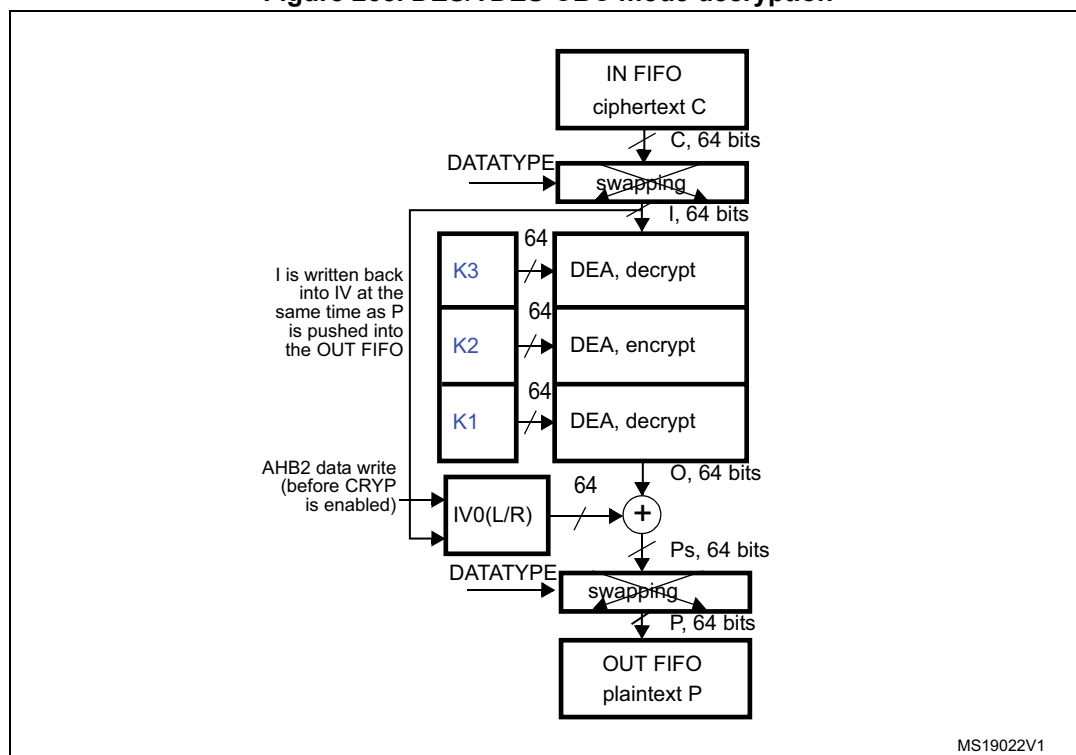 IN FIFO
ciphertext C
C, 64 bits
DATATYPE
swapping
I, 64 bits
64
K3
DEA, decrypt
I is written back
into IV at the
same time as P
is pushed into
the OUT FIFO
64
K2
DEA, encrypt
64
K1
DEA, decrypt
O, 64 bits
AHB2 data write
(before CRYP
is enabled)
IV0(L/R)
64
+
Ps, 64 bits
DATATYPE
swapping
P, 64 bits
OUT FIFO
plaintext P
MS19022V1